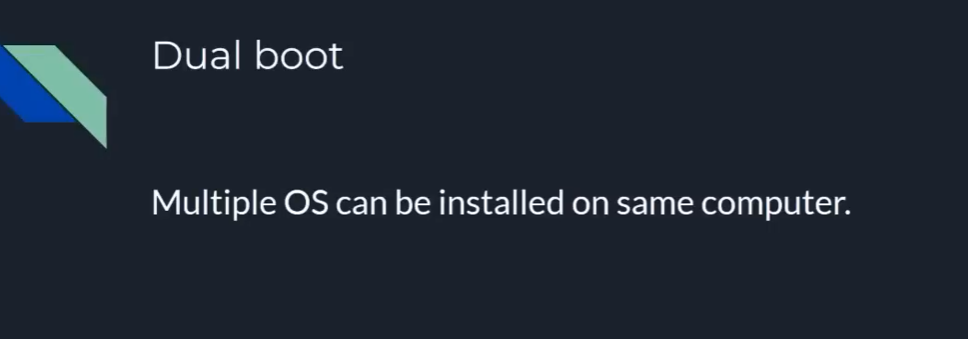 Dual boot
Multiple OS can be installed on same computer.